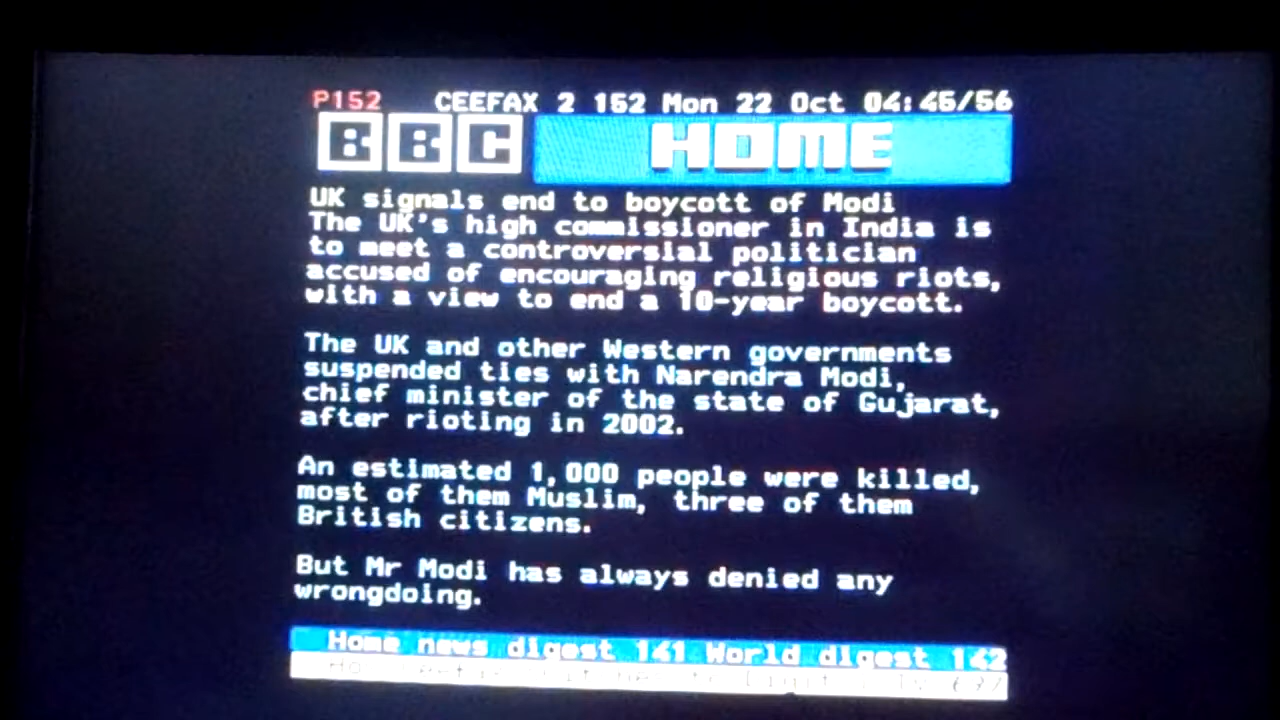 P152 CEEFAX 2 152 Mon 22 Oct 04:45/56
BBC HOME
UK signals end to boycott of Modi
The UK's high commissioner in India is
to meet a controversial politician
accused of encouraging religious riots,
with a view to end a 10-year boycott.
The UK and other Western governments
suspended ties with Narendra Modi,
chief minister of the state of Gujarat,
after rioting in 2002.
An estimated 1,000 people were killed,
most of them Muslim, three of them
British citizens.
But Mr Modi has always denied any
wrongdoing.
Home news digest 141 World digest 142